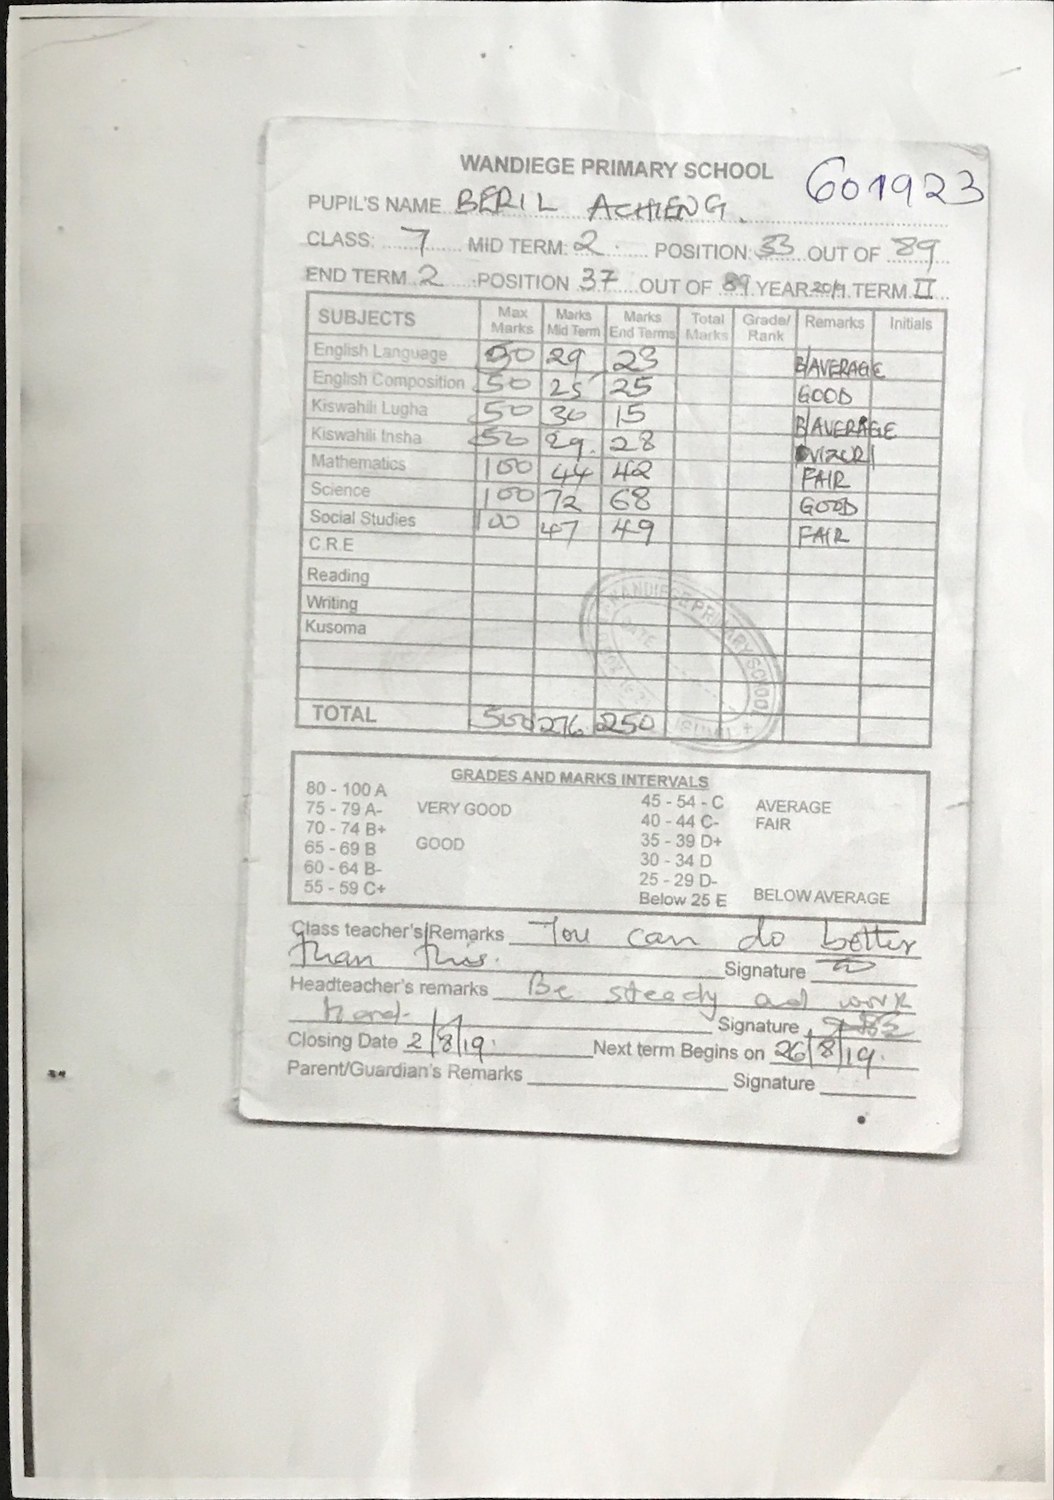 WANDIEGE PRIMARY SCHOOL 601923
PUPIL'S NAME BERIL ACHIENG.
CLASS: 7 MID TERM: 2 POSITION: 33 OUT OF 89
END TERM 2 POSITION 37 OUT OF 89 YEAR 2019 TERM II
SUBJECTS Max Marks Marks Mid Term Marks End Terms Total Marks Grade/ Rank Remarks Initials
English Language 50 29 23 B/AVERAGE
English Composition 50 25 25 GOOD
Kiswahili Lugha 50 30 15 B/AVERAGE
Kiswahili Insha 50 29. 28 VIZURI
Mathematics 100 44 42 FAIR
Science 100 72 68 GOOD
Social Studies 100 47 49 FAIR
C.R.E
Reading
Writing
Kusoma
WANDIEGE PRIMARY SCHOOL
DATE
TOTAL 500 276 250
GRADES AND MARKS INTERVALS
80 - 100 A 45 - 54 - C AVERAGE
75 - 79 A- VERY GOOD 40 - 44 C- FAIR
70 - 74 B+ 35 - 39 D+
65 - 69 B GOOD 30 - 34 D
60 - 64 B- 25 - 29 D-
55 - 59 C+ Below 25 E BELOW AVERAGE
Class teacher's Remarks You can do better
than this. Signature
Headteacher's remarks Be steady and work
hard. Signature
Closing Date 2/8/19. Next term Begins on 26/8/19.
Parent/Guardian's Remarks Signature